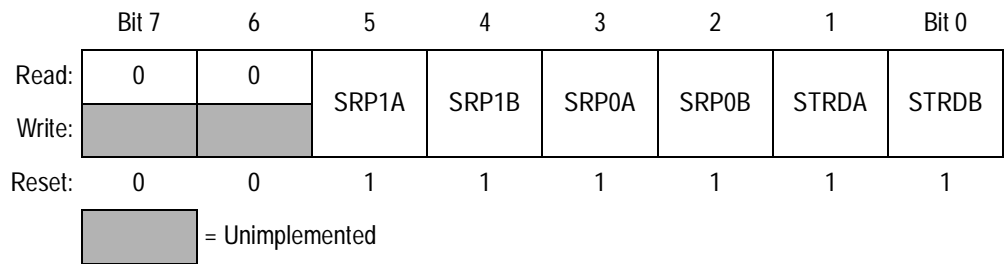 Bit 7 6 5 4 3 2 1 Bit 0
Read: 0 0 SRP1A SRP1B SRP0A SRP0B STRDA STRDB
Write:
Reset: 0 0 1 1 1 1 1 1
= Unimplemented